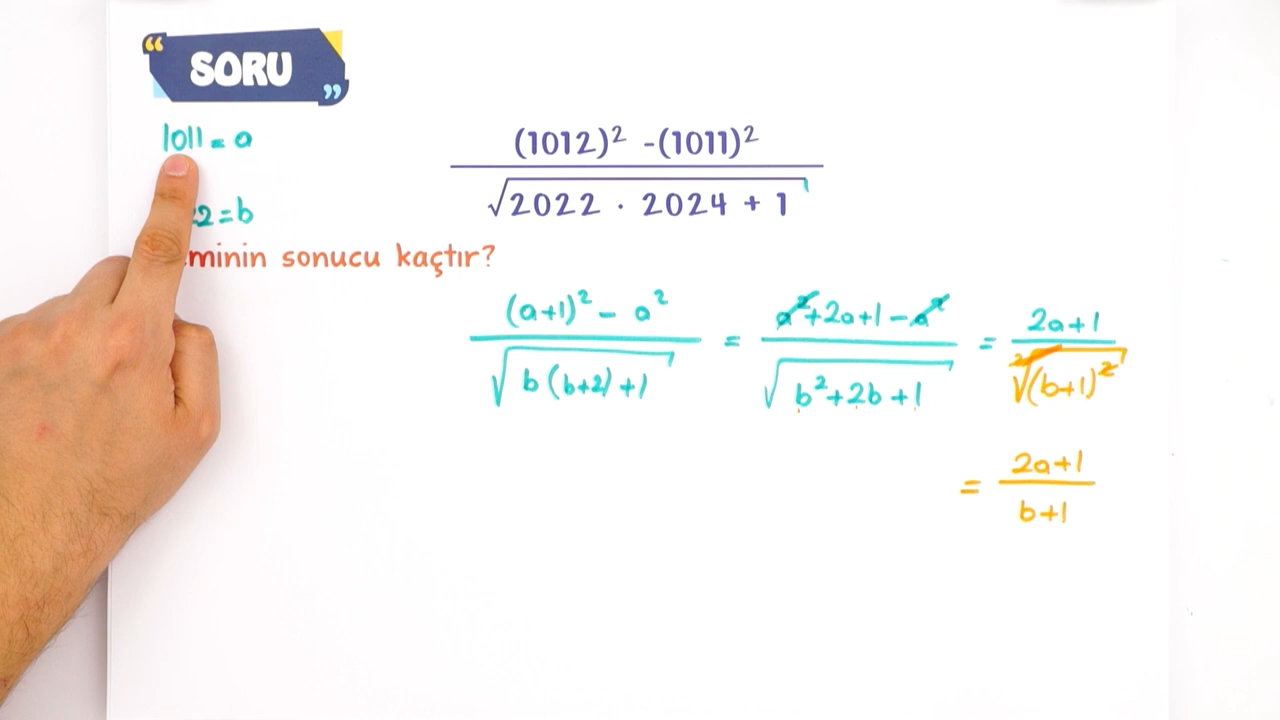 “ SORU ”
1011 = a
(1012)² -(1011)²
√2022 . 2024 + 1
22 = b
minin sonucu kaçtır?
(a+1)² - a² = a²+2a+1-a² = 2a+1
√b(b+2)+1 √b²+2b+1 ²√(b+1)²
= 2a+1
b+1